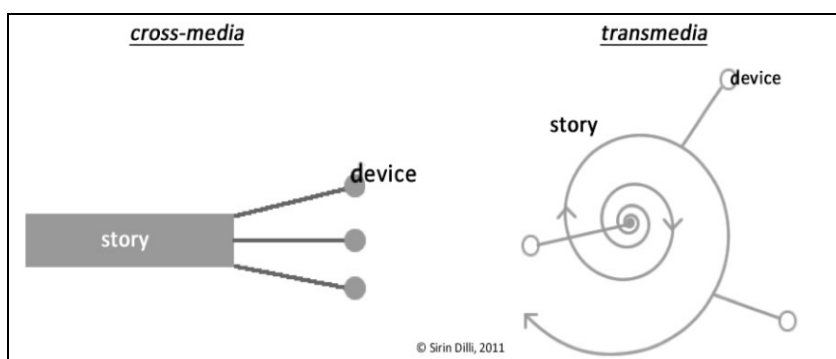 cross-media
transmedia
device
story
device
story
© Sirin Dilli, 2011